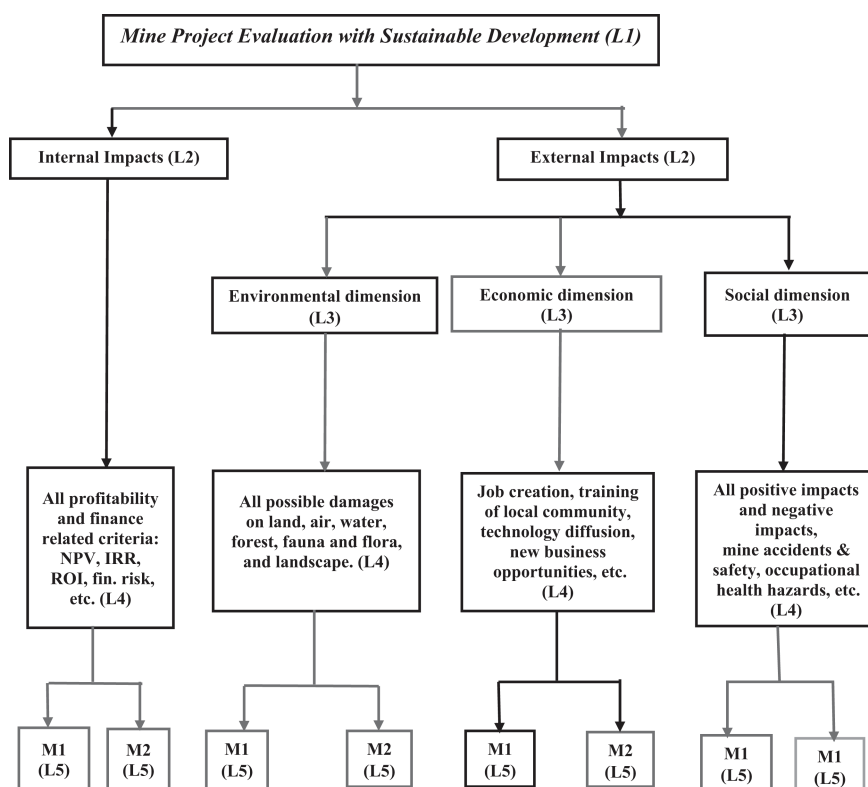 Mine Project Evaluation with Sustainable Development (L1)
Internal Impacts (L2)
External Impacts (L2)
Environmental dimension
(L3)
Economic dimension
(L3)
Social dimension
(L3)
All profitability
and finance
related criteria:
NPV, IRR,
ROI, fin. risk,
etc. (L4)
All possible damages
on land, air, water,
forest, fauna and flora,
and landscape. (L4)
Job creation, training
of local community,
technology diffusion,
new business
opportunities, etc.
(L4)
All positive impacts
and negative
impacts,
mine accidents &
safety, occupational
health hazards, etc.
(L4)
M1
(L5)
M2
(L5)
M1
(L5)
M2
(L5)
M1
(L5)
M2
(L5)
M1
(L5)
M1
(L5)